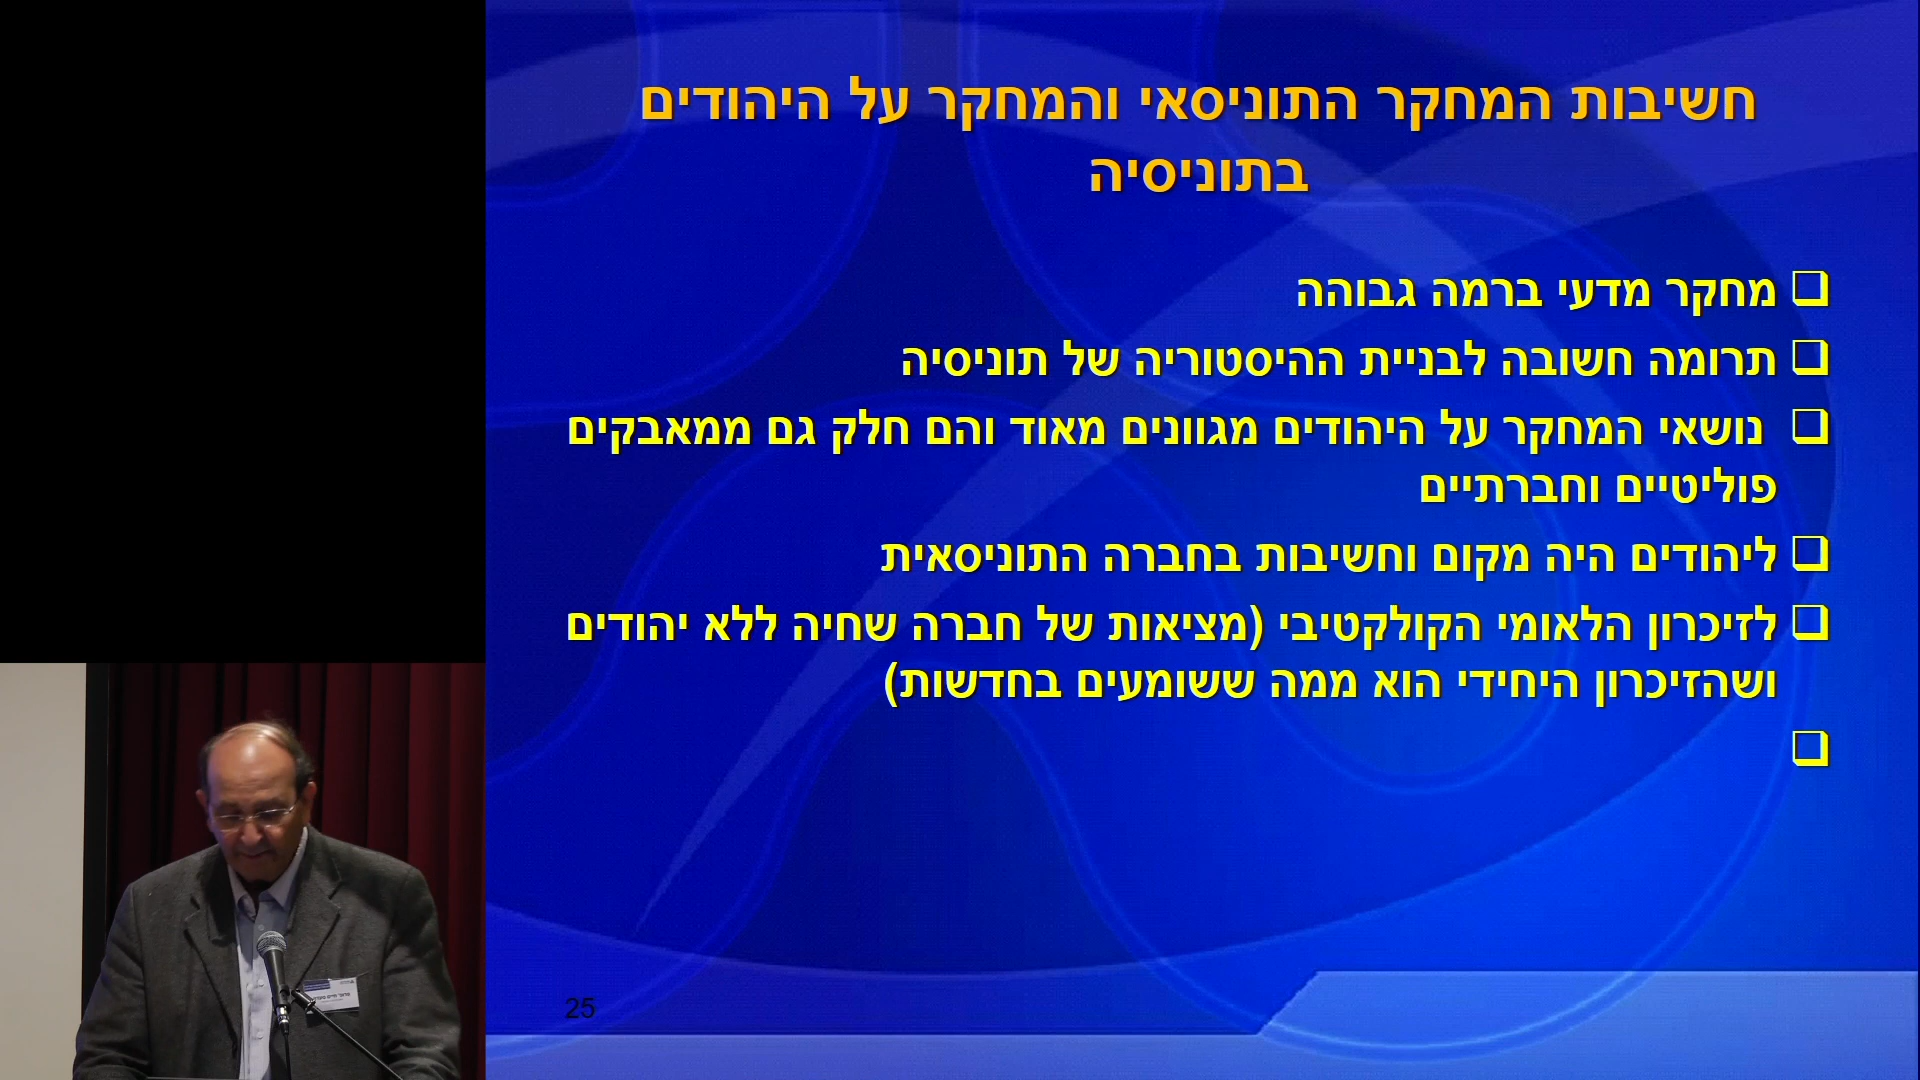 חשיבות המחקר התוניסאי והמחקר על היהודים
בתוניסיה
❑ מחקר מדעי ברמה גבוהה
❑ תרומה חשובה לבניית ההיסטוריה של תוניסיה
❑ נושאי המחקר על היהודים מגוונים מאוד והם חלק גם ממאבקים
פוליטיים וחברתיים
❑ ליהודים היה מקום וחשיבות בחברה התוניסאית
❑ לזיכרון הלאומי הקולקטיבי (מציאות של חברה שחיה ללא יהודים
ושהזיכרון היחידי הוא ממה ששומעים בחדשות)
❑
25